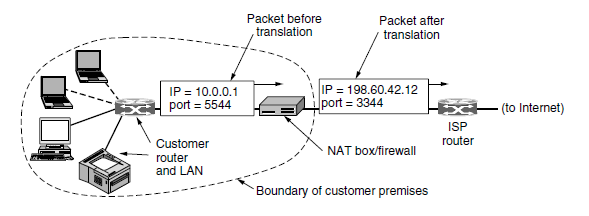 Packet before
translation
Packet after
translation
IP = 10.0.0.1
port = 5544
IP = 198.60.42.12
port = 3344
(to Internet)
ISP
router
Customer
router
and LAN
NAT box/firewall
Boundary of customer premises